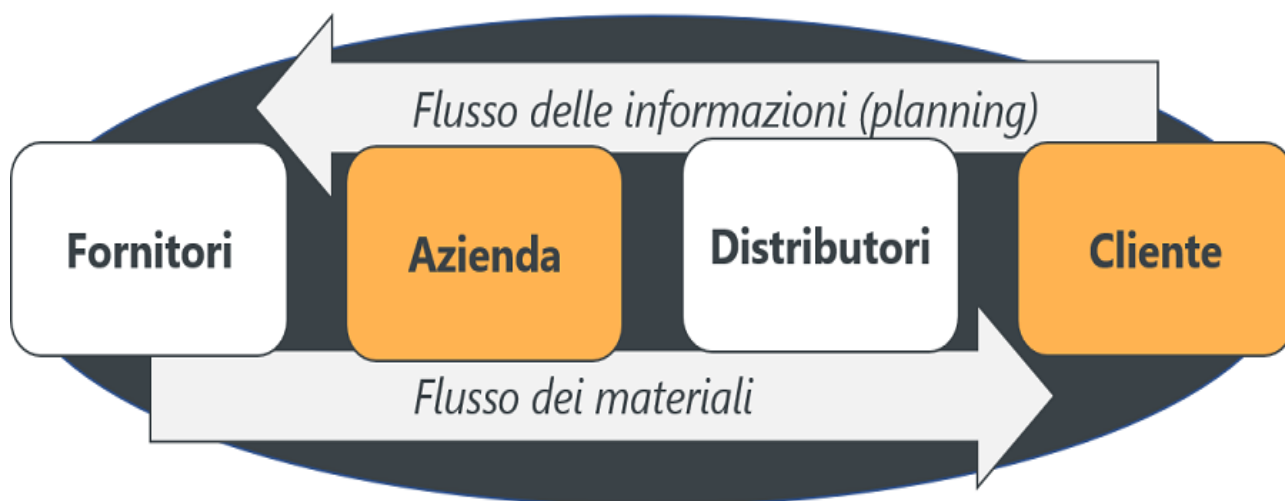 Flusso delle informazioni (planning)
Fornitori
Azienda
Distributori
Cliente
Flusso dei materiali